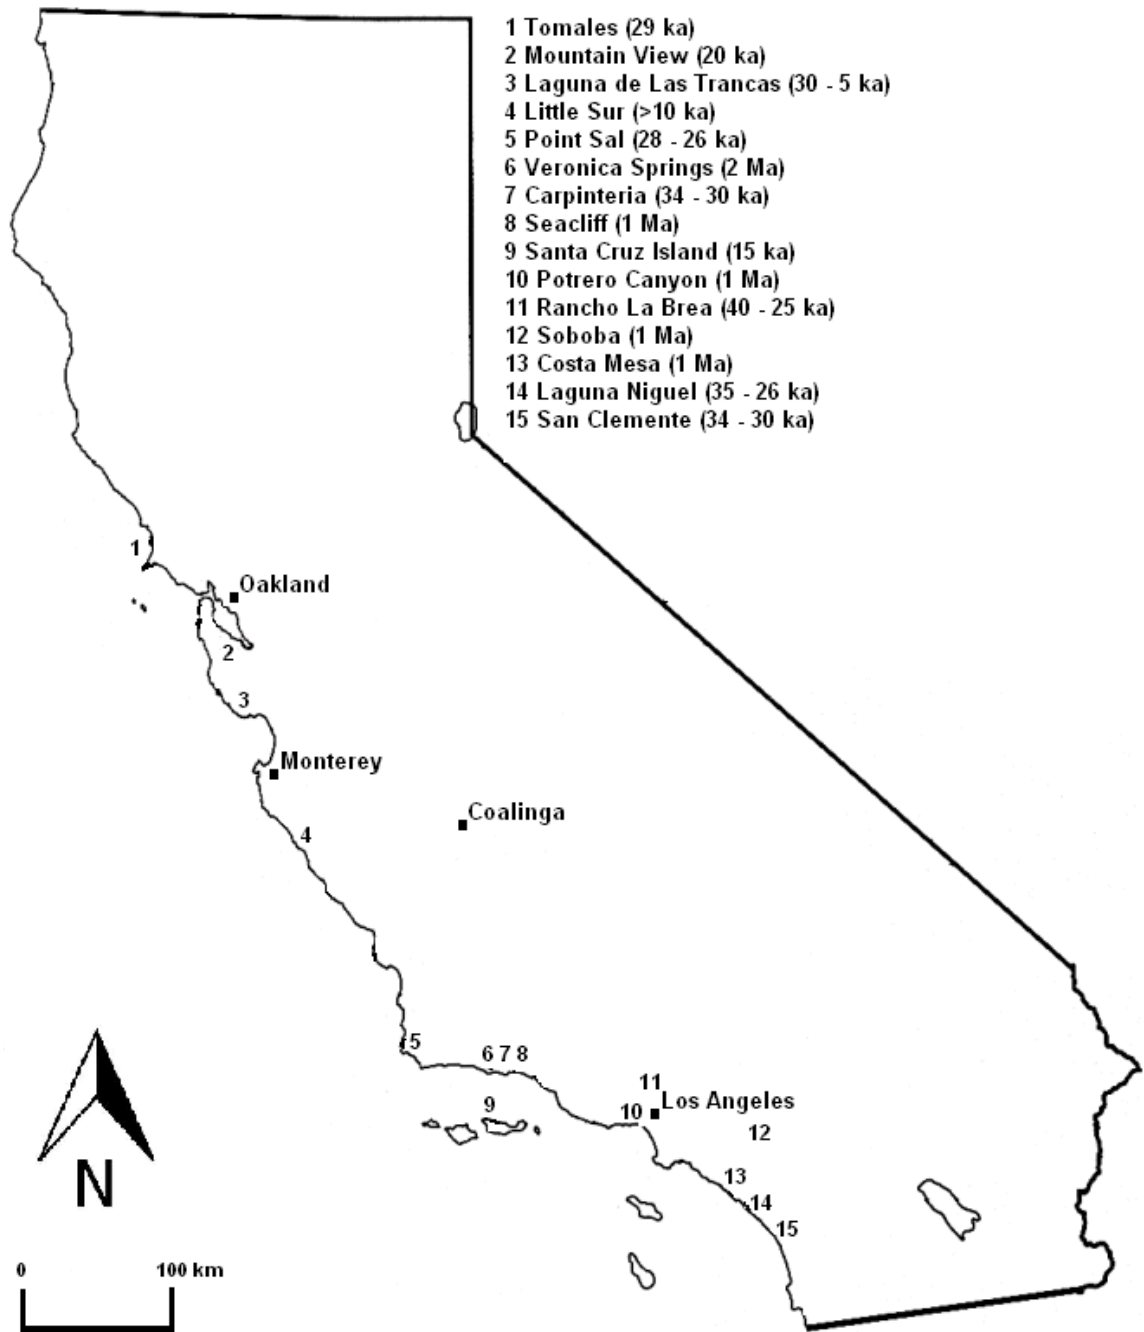 1 Tomales (29 ka)
2 Mountain View (20 ka)
3 Laguna de Las Trancas (30 - 5 ka)
4 Little Sur (>10 ka)
5 Point Sal (28 - 26 ka)
6 Veronica Springs (2 Ma)
7 Carpinteria (34 - 30 ka)
8 Seacliff (1 Ma)
9 Santa Cruz Island (15 ka)
10 Potrero Canyon (1 Ma)
11 Rancho La Brea (40 - 25 ka)
12 Soboba (1 Ma)
13 Costa Mesa (1 Ma)
14 Laguna Niguel (35 - 26 ka)
15 San Clemente (34 - 30 ka)
1
Oakland
2
3
Monterey
Coalinga
4
5
6 7 8
9
11
Los Angeles
10
12
13
14
15
N
0
100 km